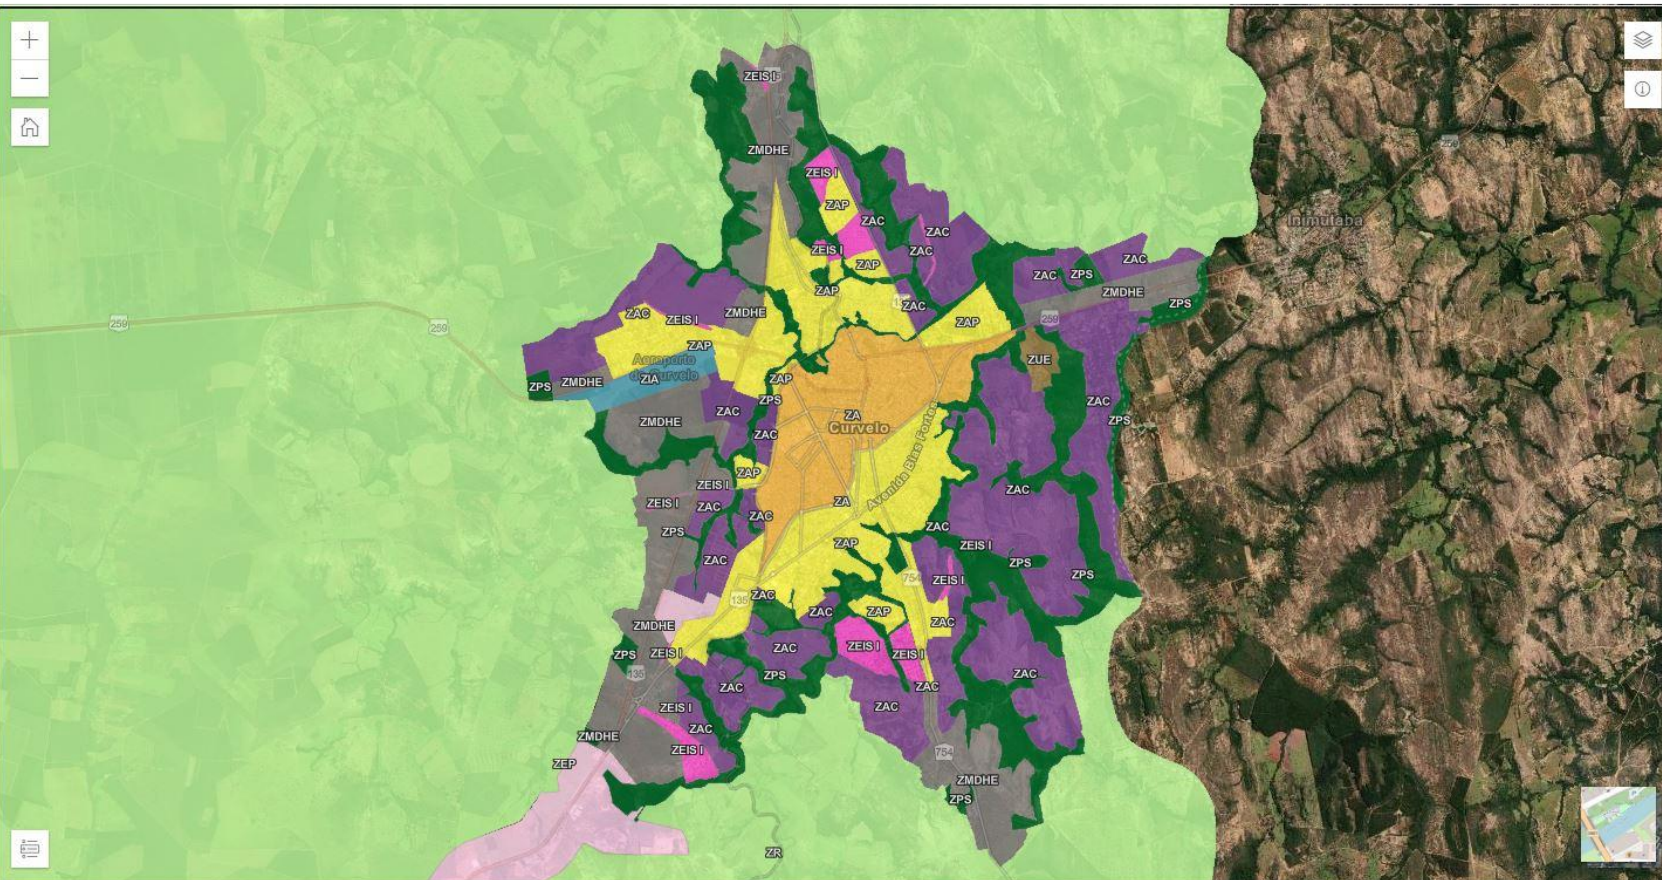 ZEIS I
ZMDHE
ZEIS I
ZAP
ZAC
ZAC
ZEIS I
ZAC
ZAP
ZAC
ZAC
ZPS
Inimutaba
ZAP
ZMDHE
ZPS
ZAC
ZAC
ZEIS I
ZMDHE
259
259
ZAP
259
ZAP
Aeroporto
de Curvelo
ZUE
ZPS
ZMDHE
ZIA
ZAP
ZPS
ZAC
ZAC
ZMDHE
ZA
Curvelo
ZPS
ZAC
Avenida Bias Fortes
ZAP
ZEIS I
ZAC
ZEIS I
ZAC
ZA
ZAC
ZPS
ZAC
ZAP
ZEIS I
ZAC
ZPS
754
ZEIS I
ZPS
135
ZAC
ZAC
ZAP
ZAC
ZMDHE
ZPS
ZEIS I
ZAC
ZEIS I
ZEIS I
135
ZPS
ZAC
ZAC
ZAC
ZEIS I
ZAC
ZAC
ZMDHE
ZEIS I
754
ZEP
ZMDHE
ZPS
ZR